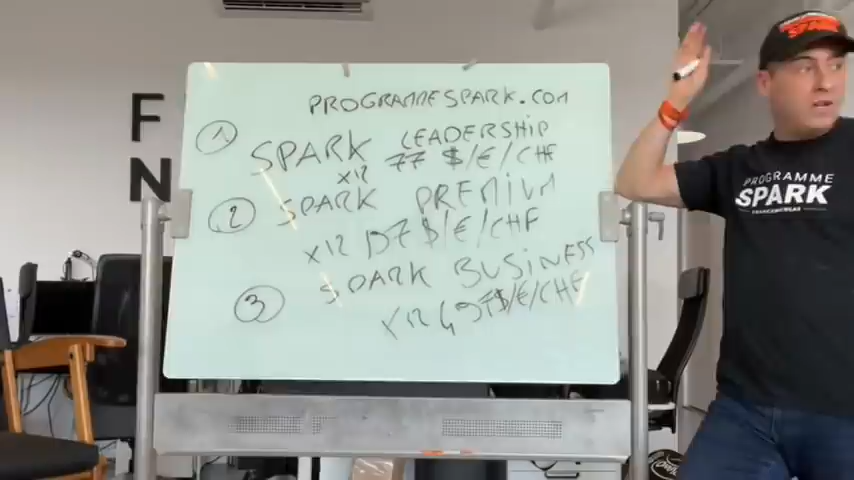 PROGRAMMESPARK.COM
1 SPARK LEADERSHIP
x12 77 $/€/CHF
2 SPARK PREMIUM
x12 197 $/€/CHF
3 SPARK BUSINESS
x12 497 $/€/CHF
F
N
SPARK
PROGRAMME
SPARK